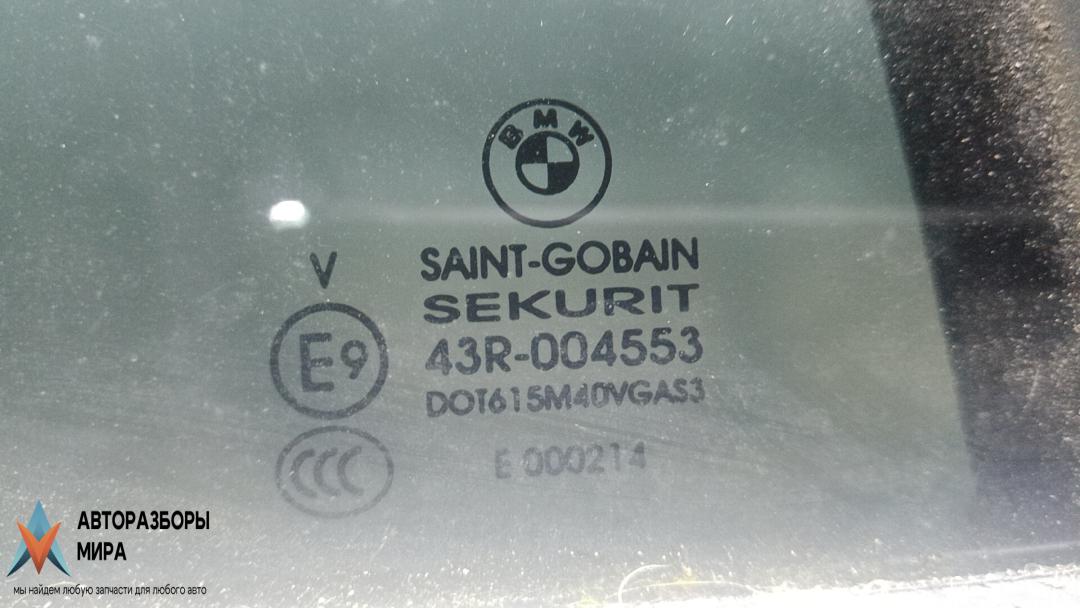 BMW
V
SAINT-GOBAIN
SEKURIT
E9
43R-004553
DOT615M40VGAS3
CCC
E 000214
АВТОРАЗБОРЫ
МИРА
мы найдем любую запчасти для любого авто